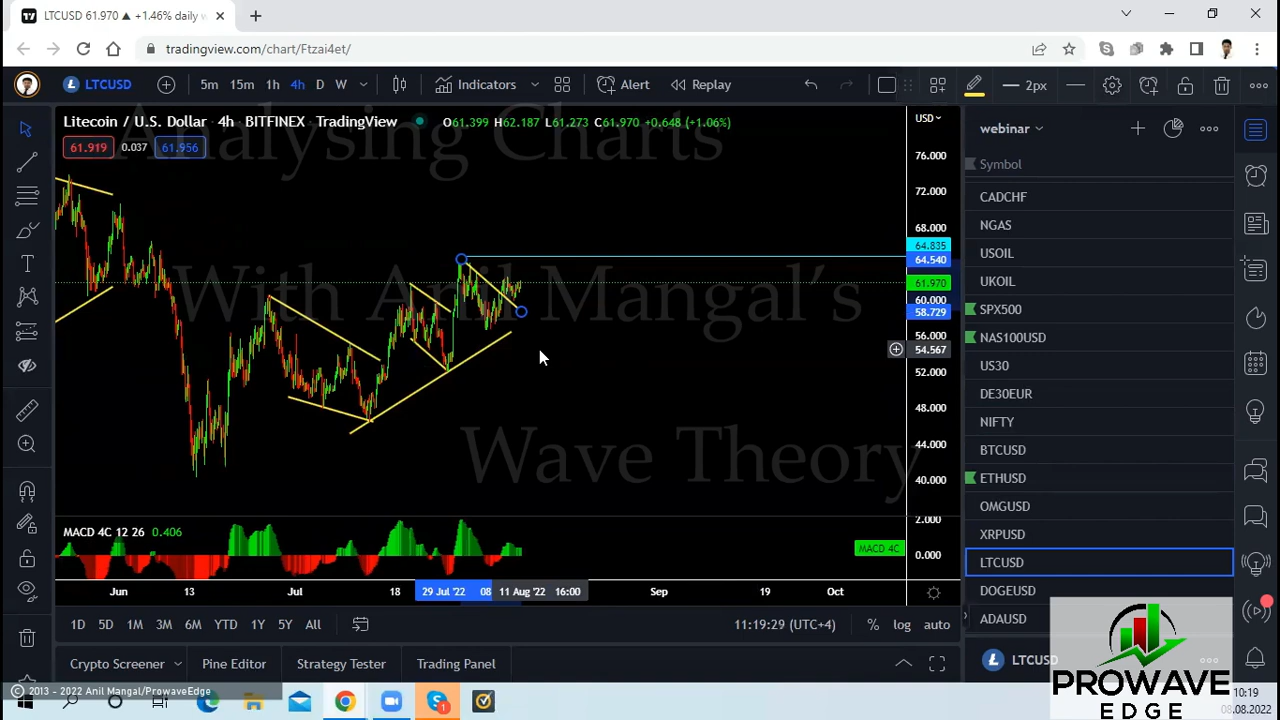 LTCUSD 61.970 ▲ +1.46% daily
tradingview.com/chart/Ftzai4et/
LTCUSD
5m 15m 1h 4h D W
Indicators
Alert
Replay
2px
Litecoin / U.S. Dollar · 4h · BITFINEX · TradingView
O61.399 H62.187 L61.273 C61.970 +0.648 (+1.06%)
61.919 0.037 61.956
Analysing Charts
With Anil Mangal's
Wave Theory
USD
76.000
72.000
68.000
64.835
64.540
61.970
60.000
58.729
56.000
54.567
52.000
48.000
44.000
40.000
MACD 4C 12 26 0.406
2.000
MACD 4C
0.000
Jun 13 Jul 18 29 Jul '22 08 11 Aug '22 16:00 Sep 19 Oct
1D 5D 1M 3M 6M YTD 1Y 5Y All
11:19:29 (UTC+4)
% log auto
Crypto Screener
Pine Editor
Strategy Tester
Trading Panel
webinar
Symbol
CADCHF
NGAS
USOIL
UKOIL
SPX500
NAS100USD
US30
DE30EUR
NIFTY
BTCUSD
ETHUSD
OMGUSD
XRPUSD
LTCUSD
DOGEUSD
ADAUSD
LTCUSD
PROWAVE
EDGE
© 2013 - 2022 Anil Mangal/ProwaveEdge
1
10:19
08.08.2022